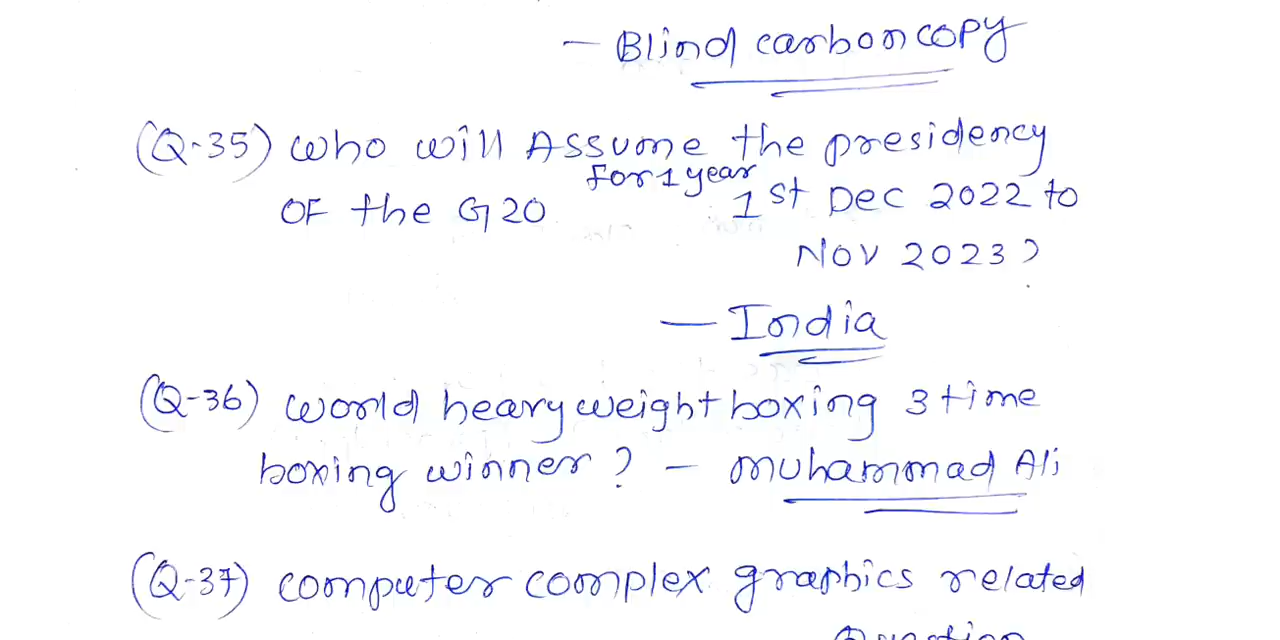 - Blind carbon copy
(Q-35) who will Assume the presidency
for 1 year
OF the G20 1st Dec 2022 to
Nov 2023?
- India
(Q-36) world heavyweight boxing 3 time
boxing winner? - muhammad Ali
(Q-37) computer complex graphics related
Question